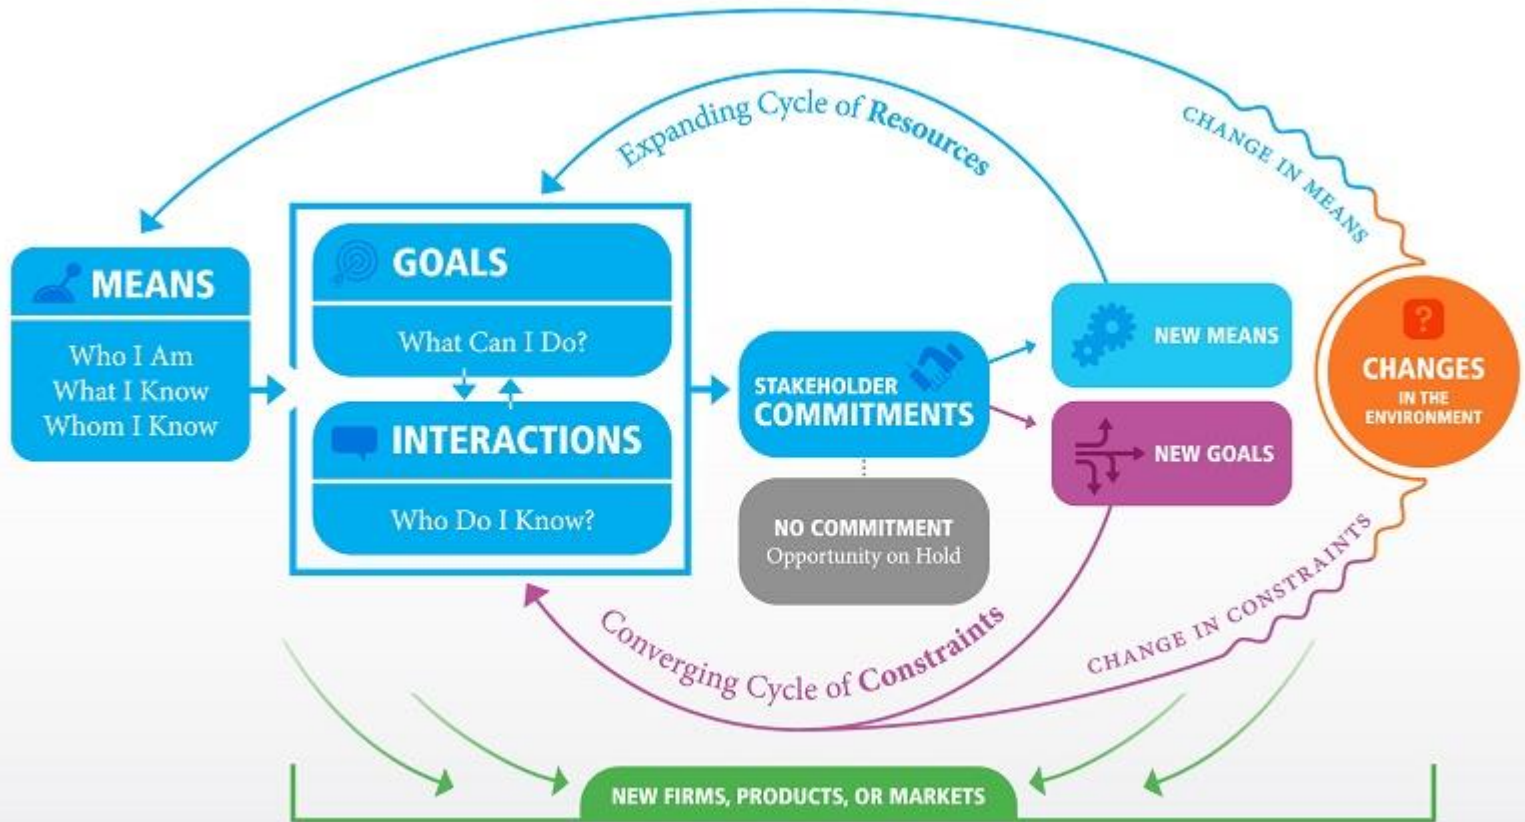 CHANGE IN MEANS
Expanding Cycle of Resources
MEANS
Who I Am
What I Know
Whom I Know
GOALS
What Can I Do?
INTERACTIONS
Who Do I Know?
STAKEHOLDER
COMMITMENTS
NO COMMITMENT
Opportunity on Hold
NEW MEANS
NEW GOALS
?
CHANGES
IN THE
ENVIRONMENT
CHANGE IN CONSTRAINTS
Converging Cycle of Constraints
NEW FIRMS, PRODUCTS, OR MARKETS